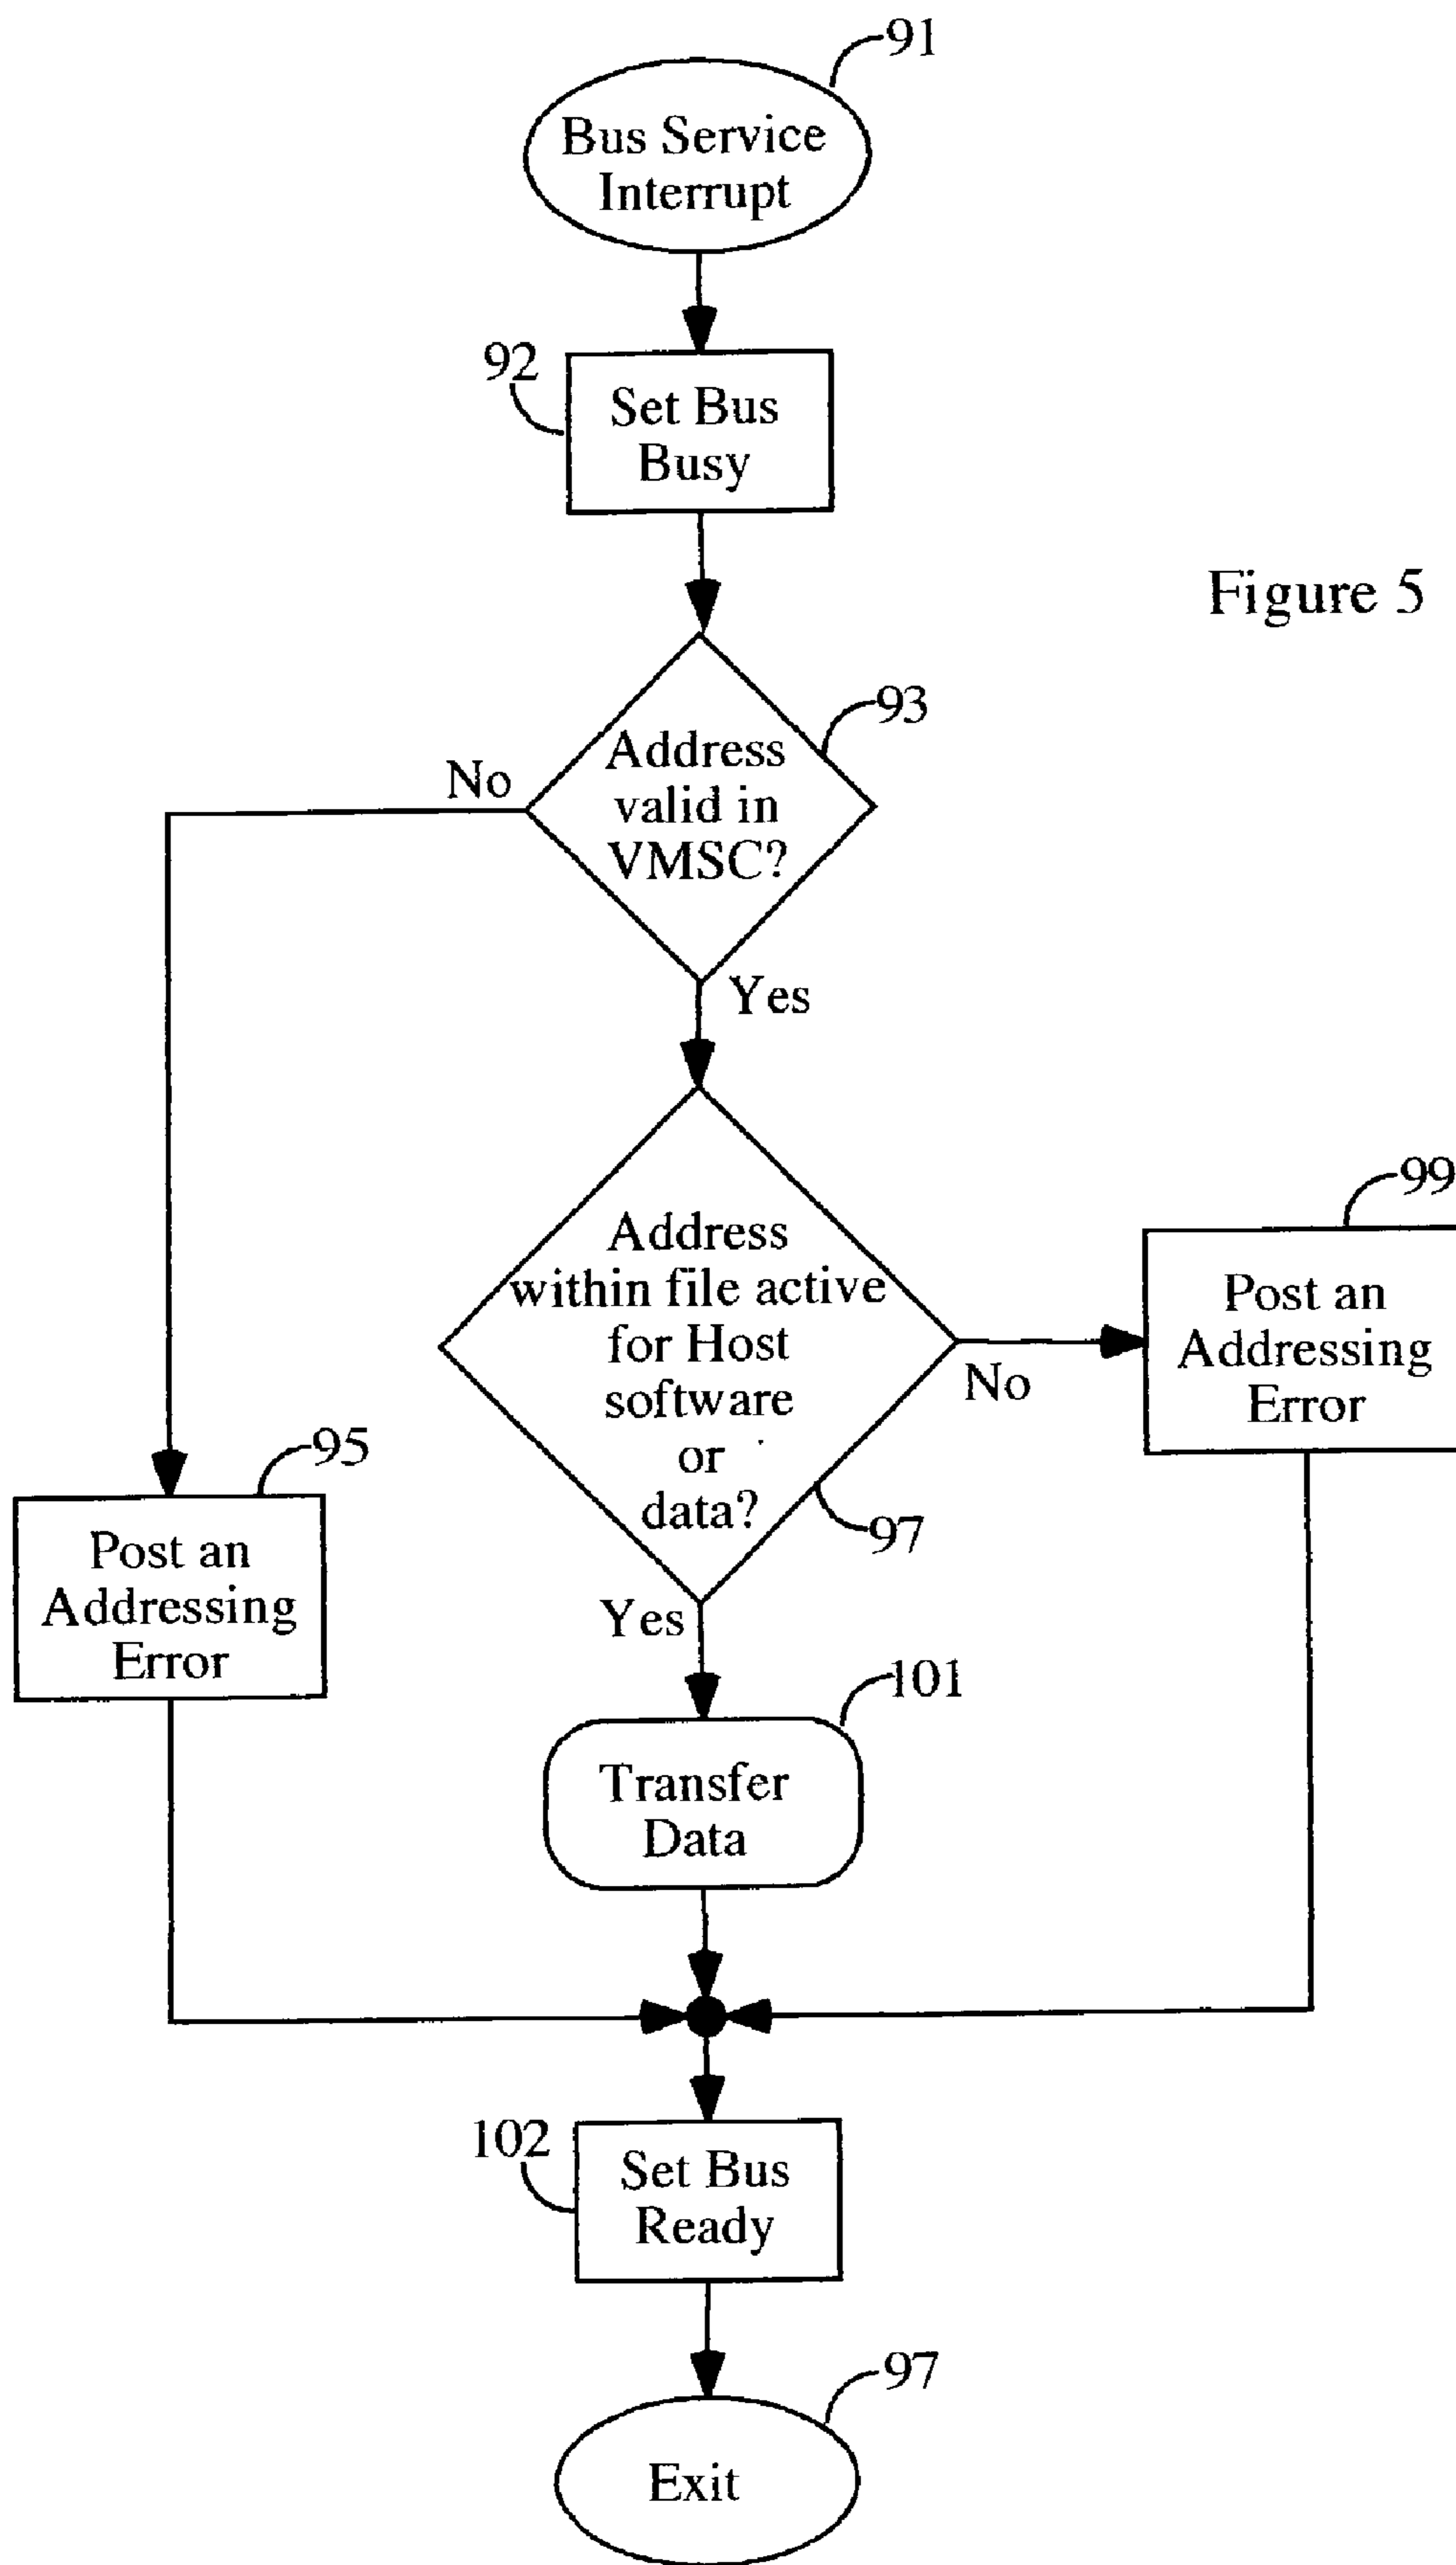 91
Bus Service
Interrupt
92
Set Bus
Busy
Figure 5
93
Address
valid in
VMSC?
No
Yes
99
Address
within file active
for Host
software
or
data?
No
Post an
Addressing
Error
97
95
Post an
Addressing
Error
Yes
101
Transfer
Data
102
Set Bus
Ready
97
Exit